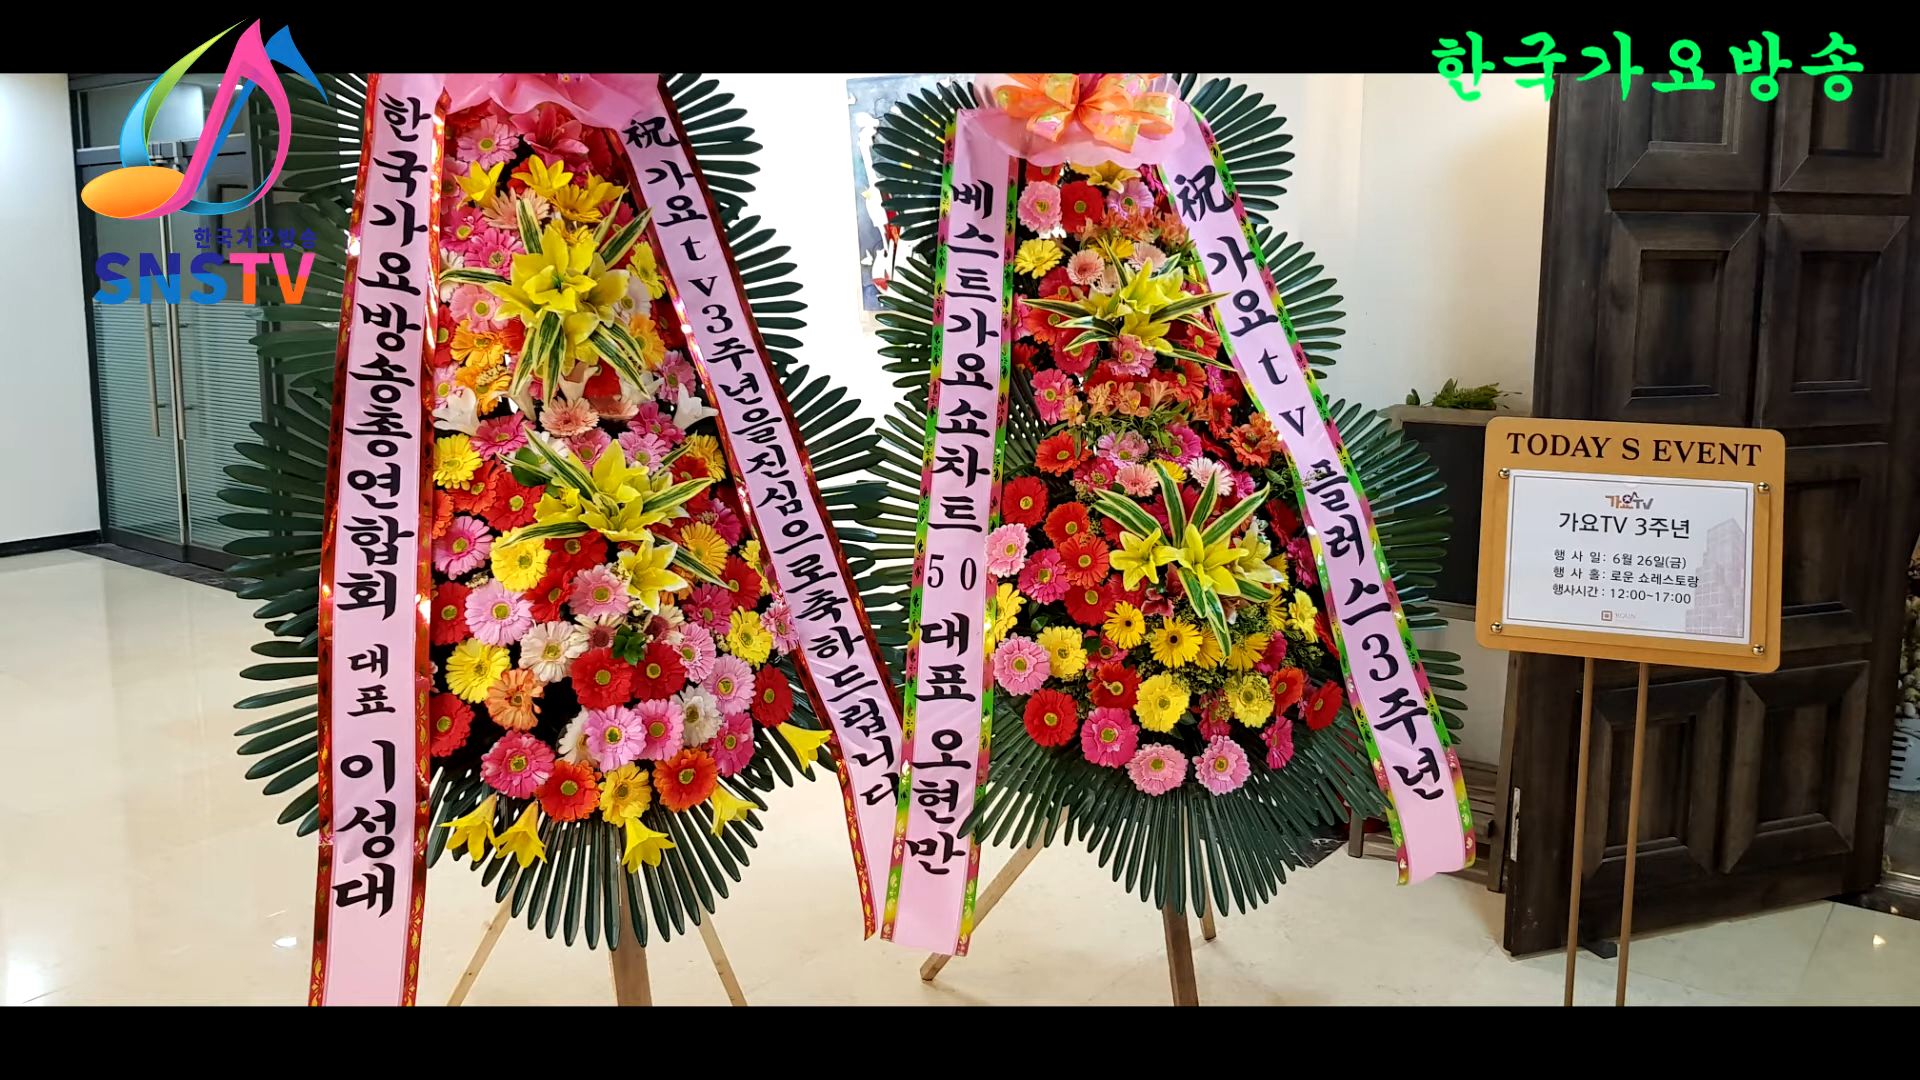 한국가요방송
한국가요방송
SNSTV
한국가요방송총연합회 대표 이성대
祝 가요tv3주년을진심으로축하드립니다
베스트가요쇼차트50 대표 오현만
祝 가요tv 플러스3주년
TODAY S EVENT
가요TV
가요TV 3주년
행 사 일 : 6월 26일(금)
행 사 홀 : 로운 쇼레스토랑
행사시간 : 12:00~17:00